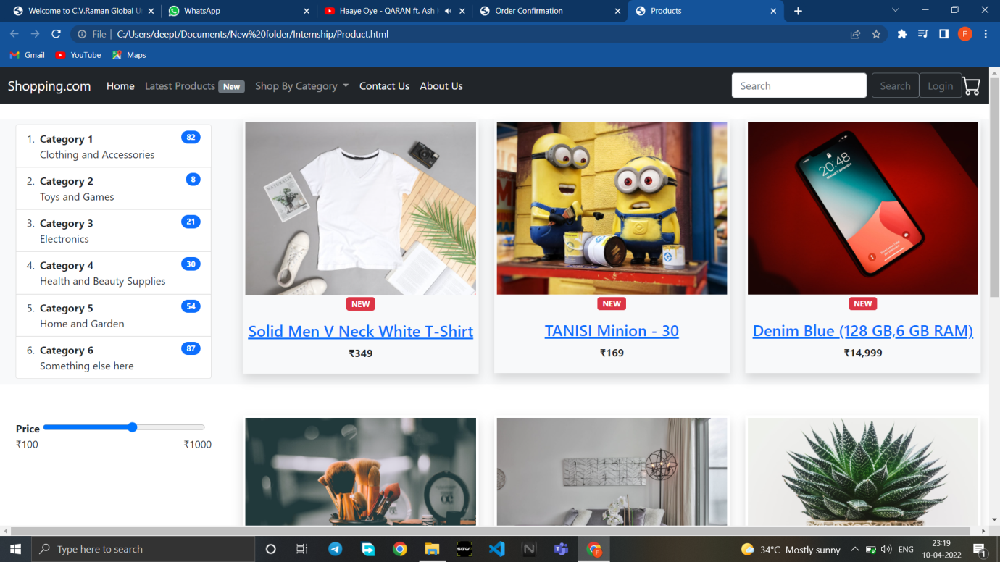 Welcome to C.V.Raman Global U
WhatsApp
Haaye Oye - QARAN ft. Ash
Order Confirmation
Products
File
C:/Users/deept/Documents/New%20folder/Internship/Product.html
F
Gmail
YouTube
Maps
Shopping.com
Home
Latest Products New
Shop By Category
Contact Us
About Us
Search
Search
Login
1. Category 1 82
Clothing and Accessories
2. Category 2 8
Toys and Games
3. Category 3 21
Electronics
4. Category 4 30
Health and Beauty Supplies
5. Category 5 54
Home and Garden
6. Category 6 87
Something else here
Price
₹100 ₹1000
NATURALIS
NEW
Solid Men V Neck White T-Shirt
₹349
NEW
TANISI Minion - 30
₹169
20:48
NEW
Denim Blue (128 GB,6 GB RAM)
₹14,999
Type here to search
SGW
34°C Mostly sunny
ENG
23:19
10-04-2022
1